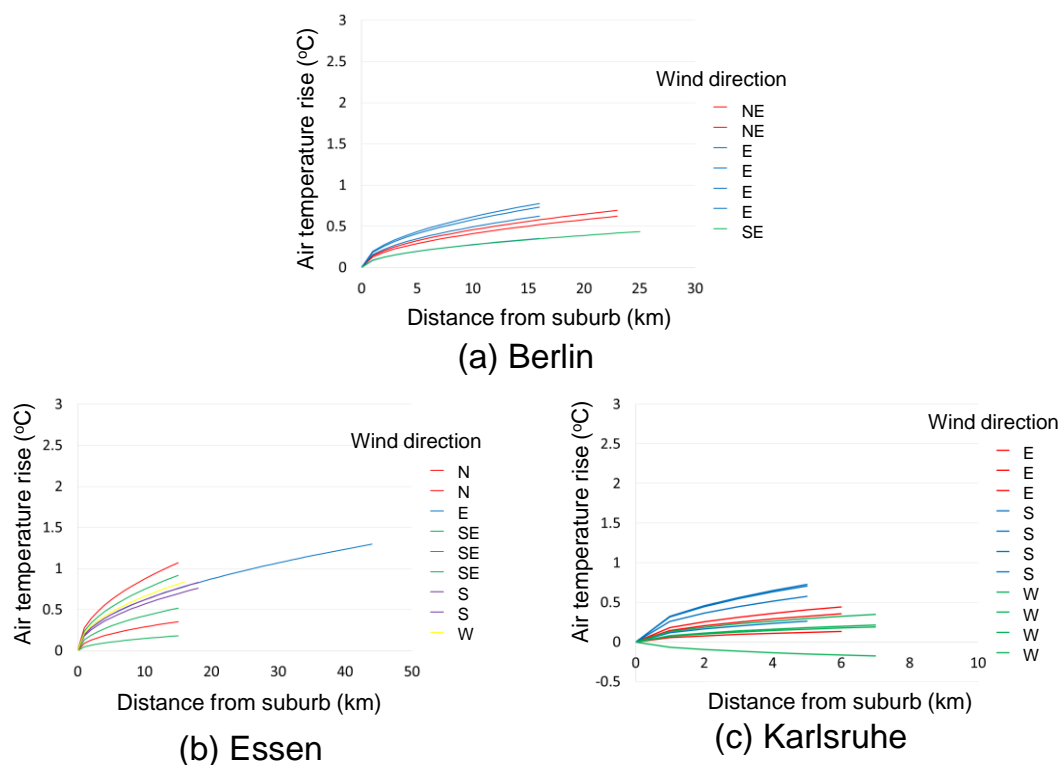 Air temperature rise (ºC)
3
2.5
2
1.5
1
0.5
0
0 5 10 15 20 25 30
Distance from suburb (km)
Wind direction
NE
NE
E
E
E
E
SE
(a) Berlin
Air temperature rise (ºC)
3
2.5
2
1.5
1
0.5
0
0 10 20 30 40 50
Distance from suburb (km)
Wind direction
N
N
E
SE
SE
SE
S
S
W
(b) Essen
Air temperature rise (ºC)
3
2.5
2
1.5
1
0.5
0
-0.5
0 2 4 6 8 10
Distance from suburb (km)
Wind direction
E
E
E
S
S
S
S
W
W
W
W
(c) Karlsruhe